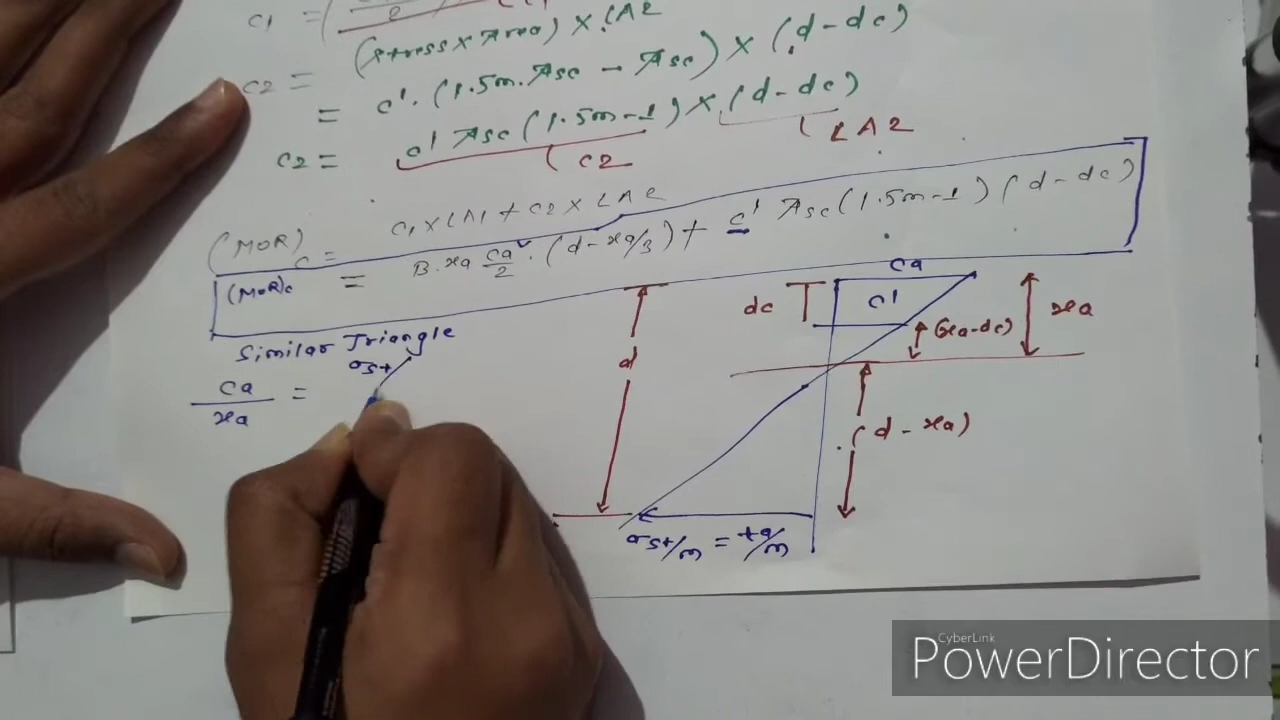 C1 =
(Stress x Area) x LA2
C2 =
= c'. (1.5m. Asc - Asc) x (d - dc)
C2 = c' Asc (1.5m - 1) x (d - dc)
C2
LA2
(MOR)c = C1 x LA1 + C2 x LA2
(MOR)c = B. xa Ca/2 . (d - xa/3) + c' Asc (1.5m - 1) (d - dc)
Similar Triangle
Ca/xa = σst/
d
dc
Ca
c'
(xa - dc)
xa
(d - xa)
σst/m = ta/m
CyberLink
PowerDirector